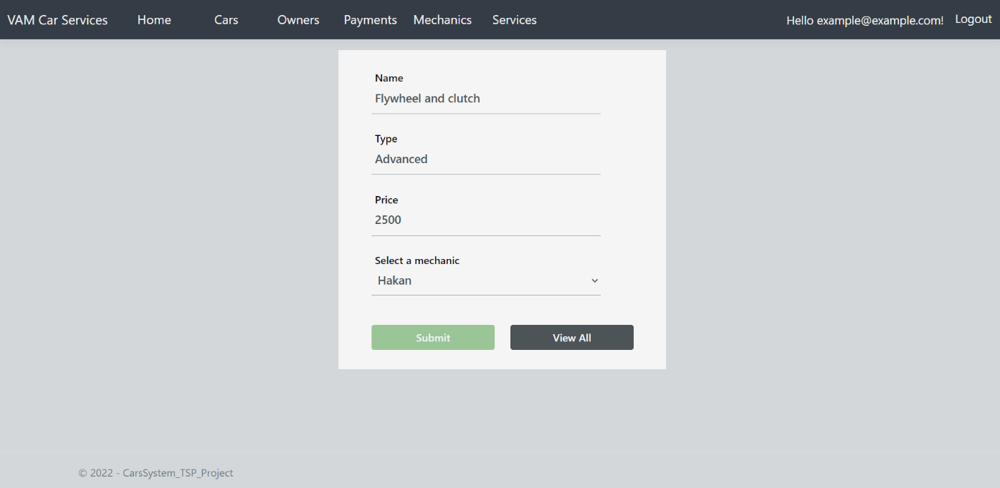 VAM Car Services Home Cars Owners Payments Mechanics Services Hello example@example.com! Logout
Name
Flywheel and clutch
Type
Advanced
Price
2500
Select a mechanic
Hakan
Submit View All
© 2022 - CarsSystem_TSP_Project